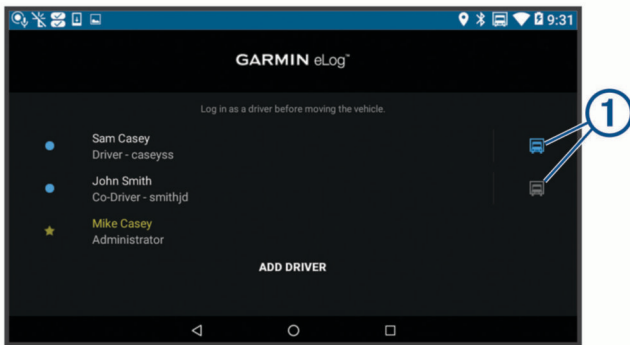 9:31
GARMIN eLog™
Log in as a driver before moving the vehicle.
Sam Casey
Driver - caseyss
John Smith
Co-Driver - smithjd
Mike Casey
Administrator
ADD DRIVER
1